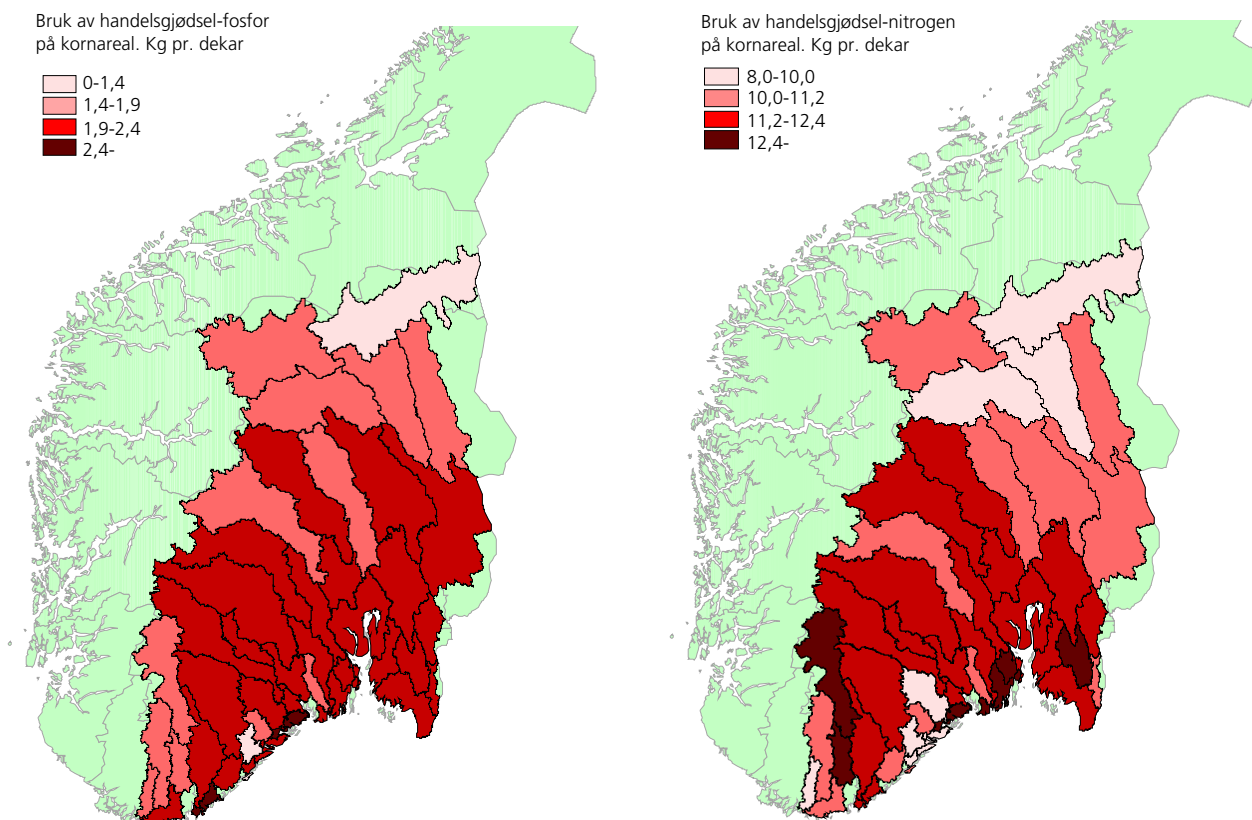 Bruk av handelsgjødsel-fosfor
på kornareal. Kg pr. dekar
0-1,4
1,4-1,9
1,9-2,4
2,4-
Bruk av handelsgjødsel-nitrogen
på kornareal. Kg pr. dekar
8,0-10,0
10,0-11,2
11,2-12,4
12,4-